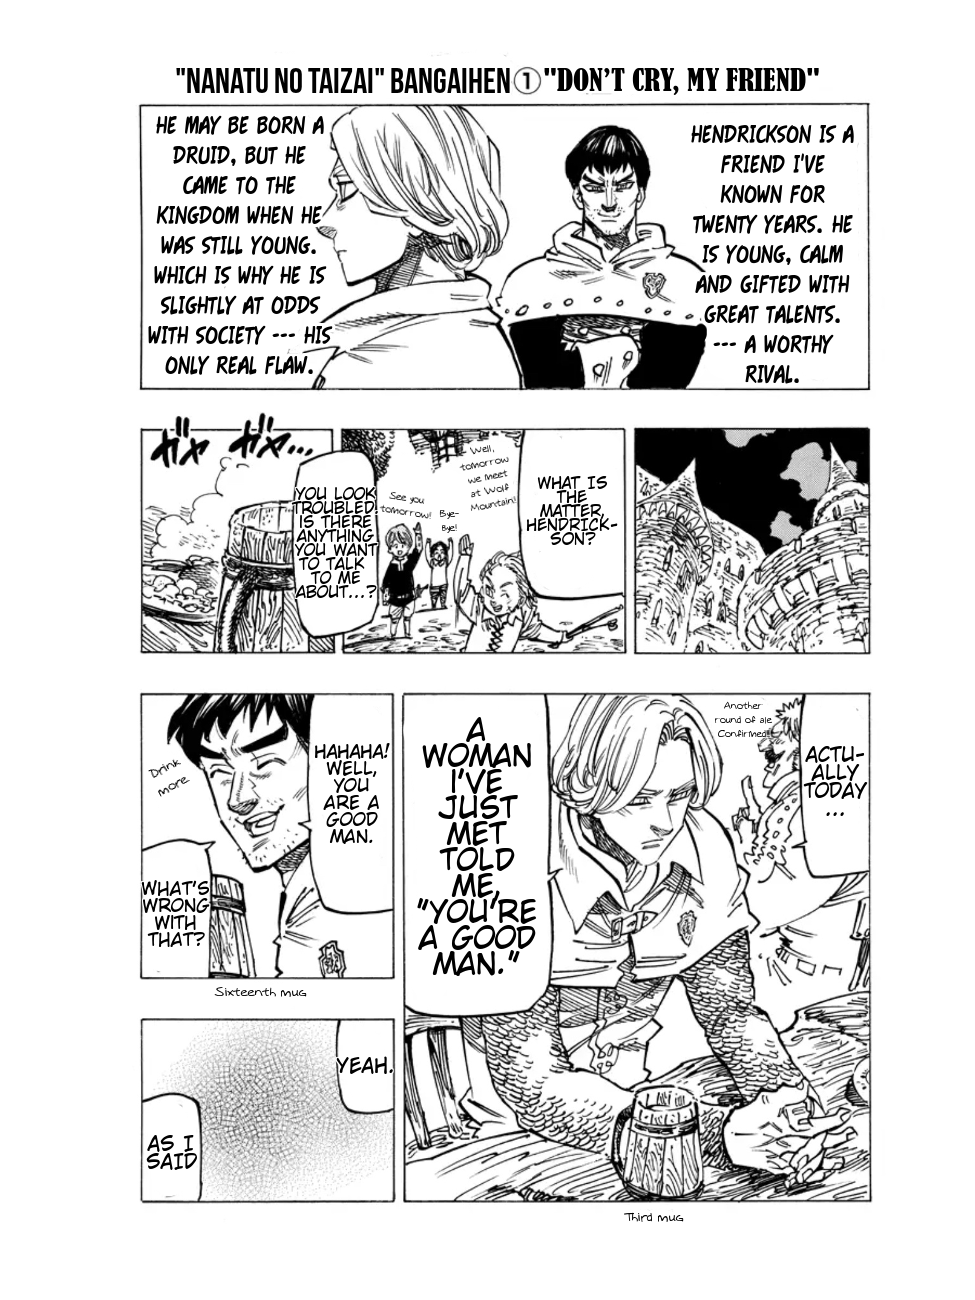 "NANATU NO TAIZAI" BANGAIHEN① "DON'T CRY, MY FRIEND"
HENDRICKSON IS A
FRIEND I'VE
KNOWN FOR
TWENTY YEARS. HE
IS YOUNG, CALM
AND GIFTED WITH
GREAT TALENTS.
--- A WORTHY
RIVAL.
HE MAY BE BORN A
DRUID, BUT HE
CAME TO THE
KINGDOM WHEN HE
WAS STILL YOUNG.
WHICH IS WHY HE IS
SLIGHTLY AT ODDS
WITH SOCIETY --- HIS
ONLY REAL FLAW.
WHAT IS
THE
MATTER,
HENDRICK-
SON?
Well,
tomorrow
we meet
at Wolf
Mountain!
Bye-
Bye!
See you
tomorrow!
YOU LOOK
TROUBLED!
IS THERE
ANYTHING
YOU WANT
TO TALK
TO ME
ABOUT...?
ガヤ ガヤ...
ACTU-
ALLY
TODAY
...
Another
round of ale
Confirmed!!
A
WOMAN
I'VE
JUST
MET
TOLD
ME,
"YOU'RE
A GOOD
MAN."
Third mug
HAHAHA!
WELL,
YOU
ARE A
GOOD
MAN.
Drink
more
WHAT'S
WRONG
WITH
THAT?
Sixteenth mug
YEAH.
AS I
SAID